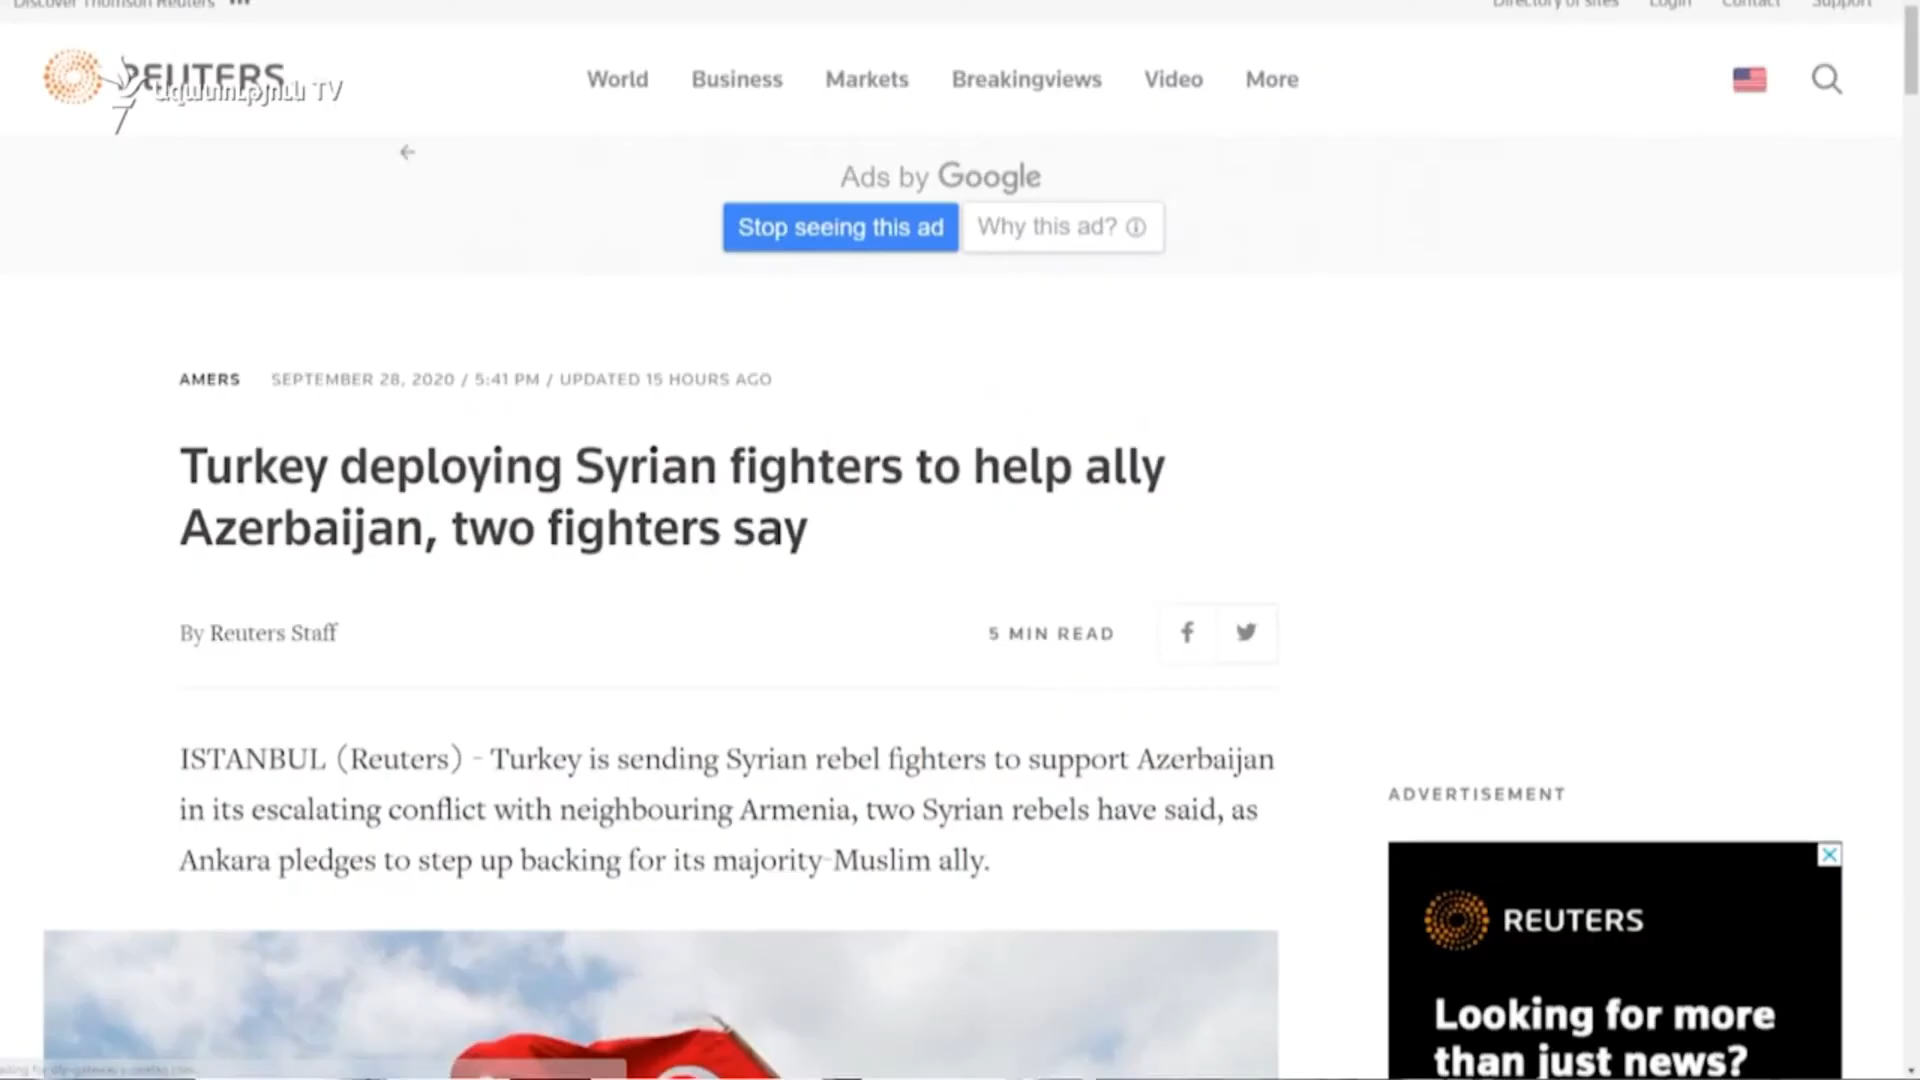 Discover Thomson Reuters
Directory of sites Login Contact Support
REUTERS
Ազատություն TV
World Business Markets Breakingviews Video More
Ads by Google
Stop seeing this ad Why this ad?
AMERS SEPTEMBER 28, 2020 / 5:41 PM / UPDATED 15 HOURS AGO
Turkey deploying Syrian fighters to help ally
Azerbaijan, two fighters say
By Reuters Staff 5 MIN READ
ISTANBUL (Reuters) - Turkey is sending Syrian rebel fighters to support Azerbaijan
in its escalating conflict with neighbouring Armenia, two Syrian rebels have said, as
Ankara pledges to step up backing for its majority-Muslim ally.
ADVERTISEMENT
REUTERS
Looking for more
than just news?